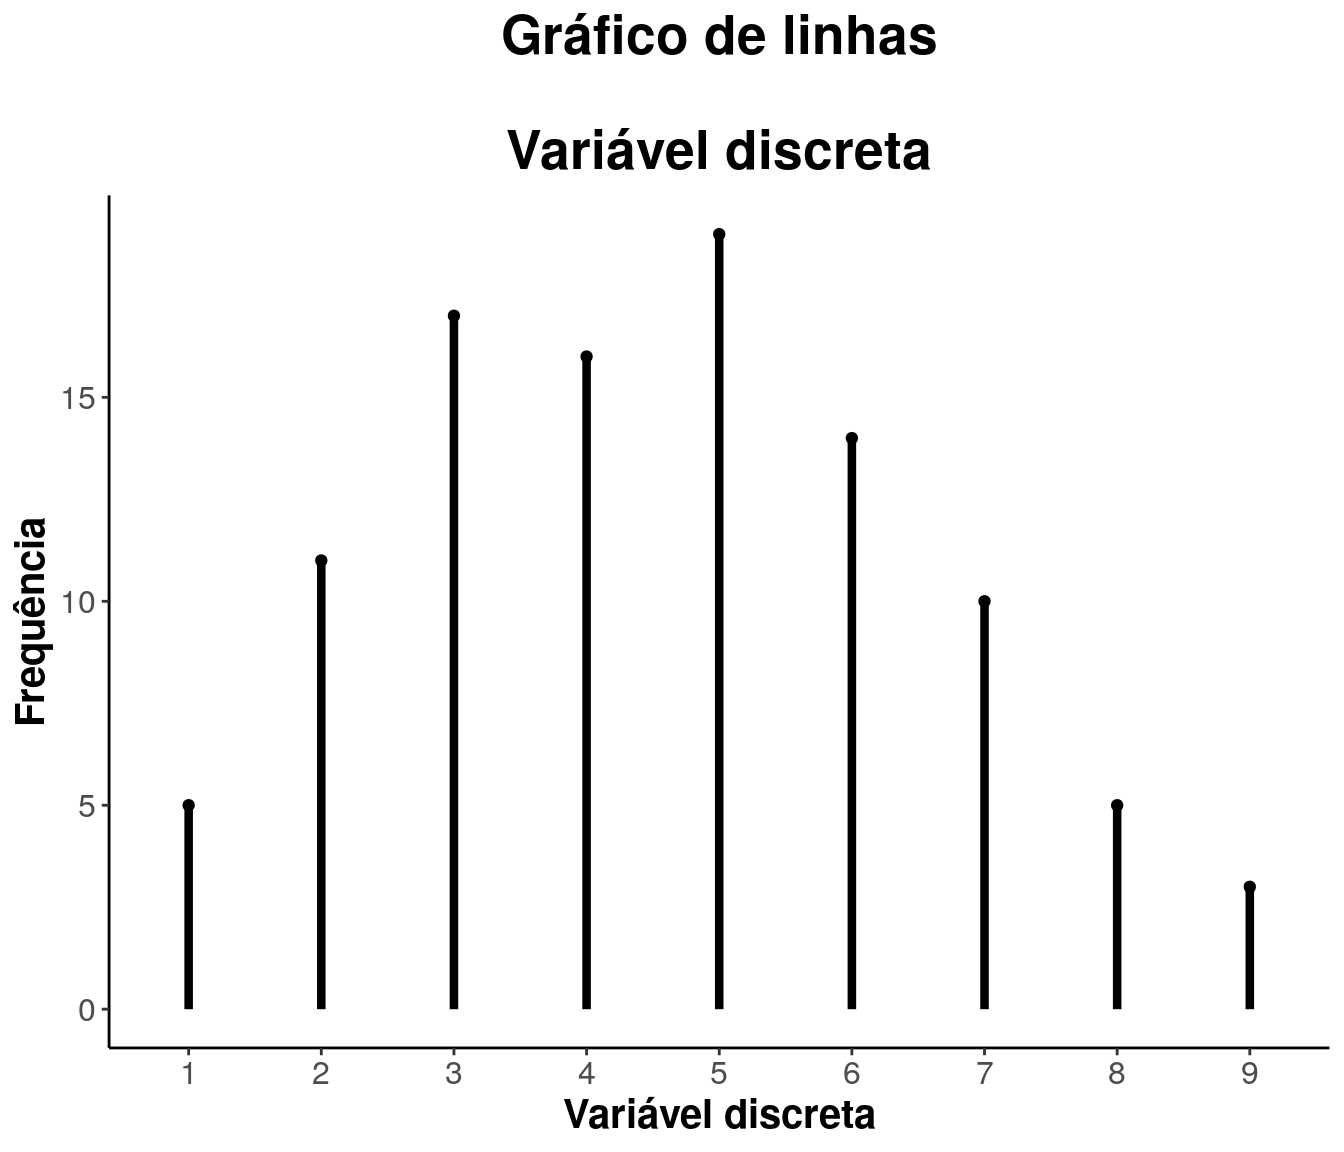 Gráfico de linhas
Variável discreta
Frequência
15
10
5
0
1 2 3 4 5 6 7 8 9
Variável discreta